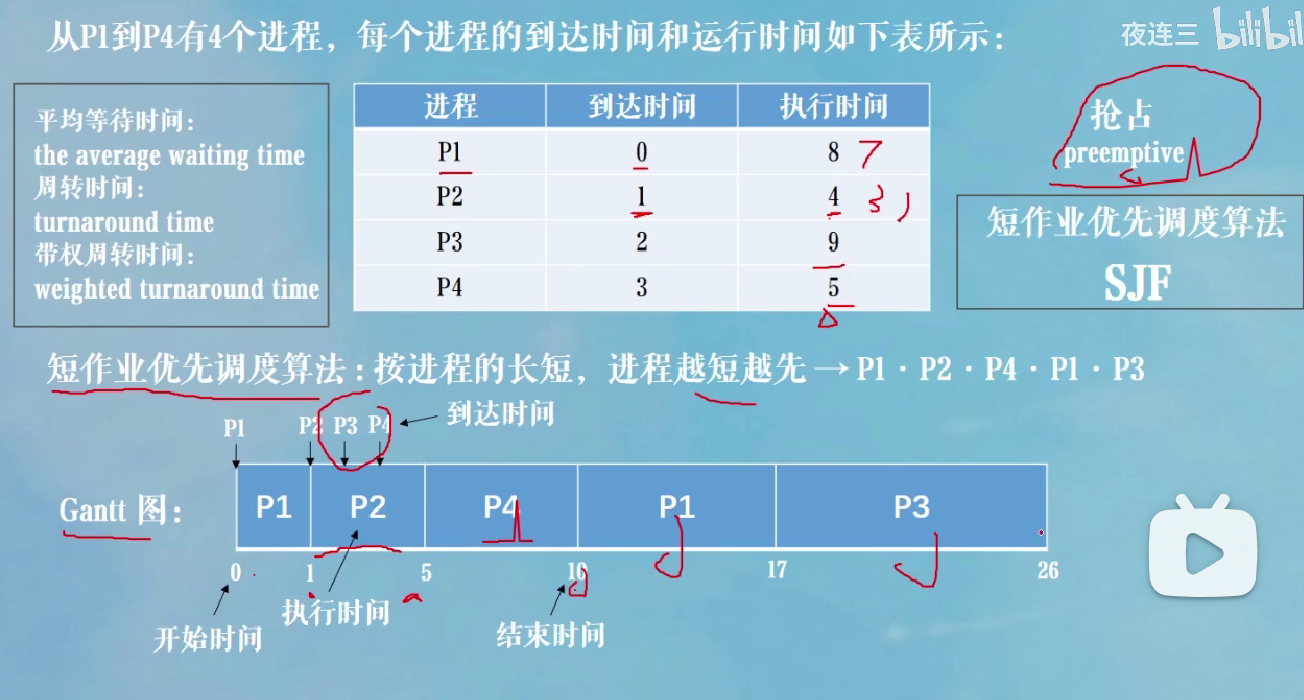 从P1到P4有4个进程，每个进程的到达时间和运行时间如下表所示：
夜连三 bilibil
平均等待时间：
the average waiting time
周转时间：
turnaround time
带权周转时间：
weighted turnaround time
进程 到达时间 执行时间
P1 0 8 7
P2 1 4 3
P3 2 9
P4 3 5
抢占
preemptive
短作业优先调度算法
SJF
短作业优先调度算法：按进程的长短，进程越短越先→P1·P2·P4·P1·P3
P1 P2 P3 P4 到达时间
Gantt 图： P1 P2 P4 P1 P3
0 1 5 10 17 26
开始时间 执行时间 结束时间